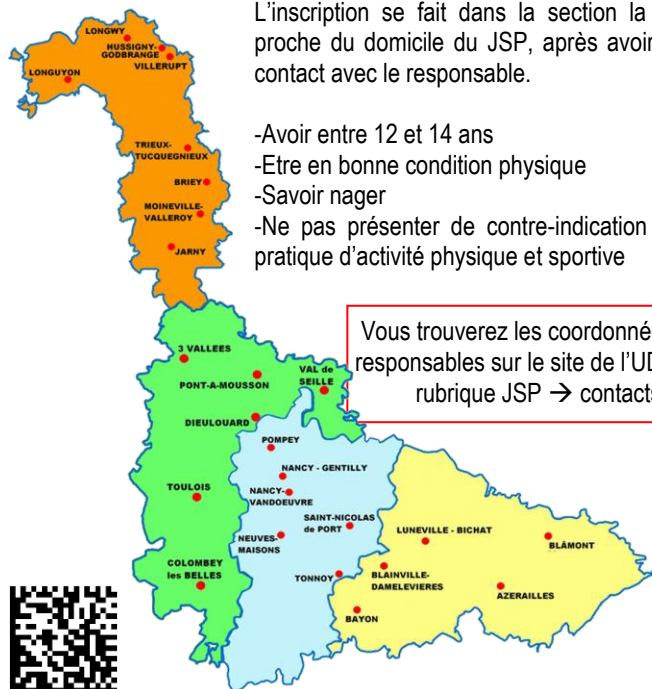 L'inscription se fait dans la section la
proche du domicile du JSP, après avoir
contact avec le responsable.
-Avoir entre 12 et 14 ans
-Etre en bonne condition physique
-Savoir nager
-Ne pas présenter de contre-indication
pratique d'activité physique et sportive
Vous trouverez les coordonné
responsables sur le site de l'UD
rubrique JSP → contacts
LONGWY
HUSSIGNY-
GODBRANGE
VILLERUPT
LONGUYON
TRIEUX-
TUCQUEGNIEUX
BRIEY
MOINEVILLE-
VALLEROY
JARNY
3 VALLEES
PONT-A-MOUSSON
VAL de
SEILLE
DIEULOUARD
POMPEY
NANCY - GENTILLY
NANCY-
VANDOEUVRE
TOULOIS
SAINT-NICOLAS
de PORT
NEUVES-
MAISONS
LUNEVILLE - BICHAT
BLÂMONT
COLOMBEY
les BELLES
TONNOY
BLAINVILLE-
DAMELEVIERES
AZERAILLES
BAYON